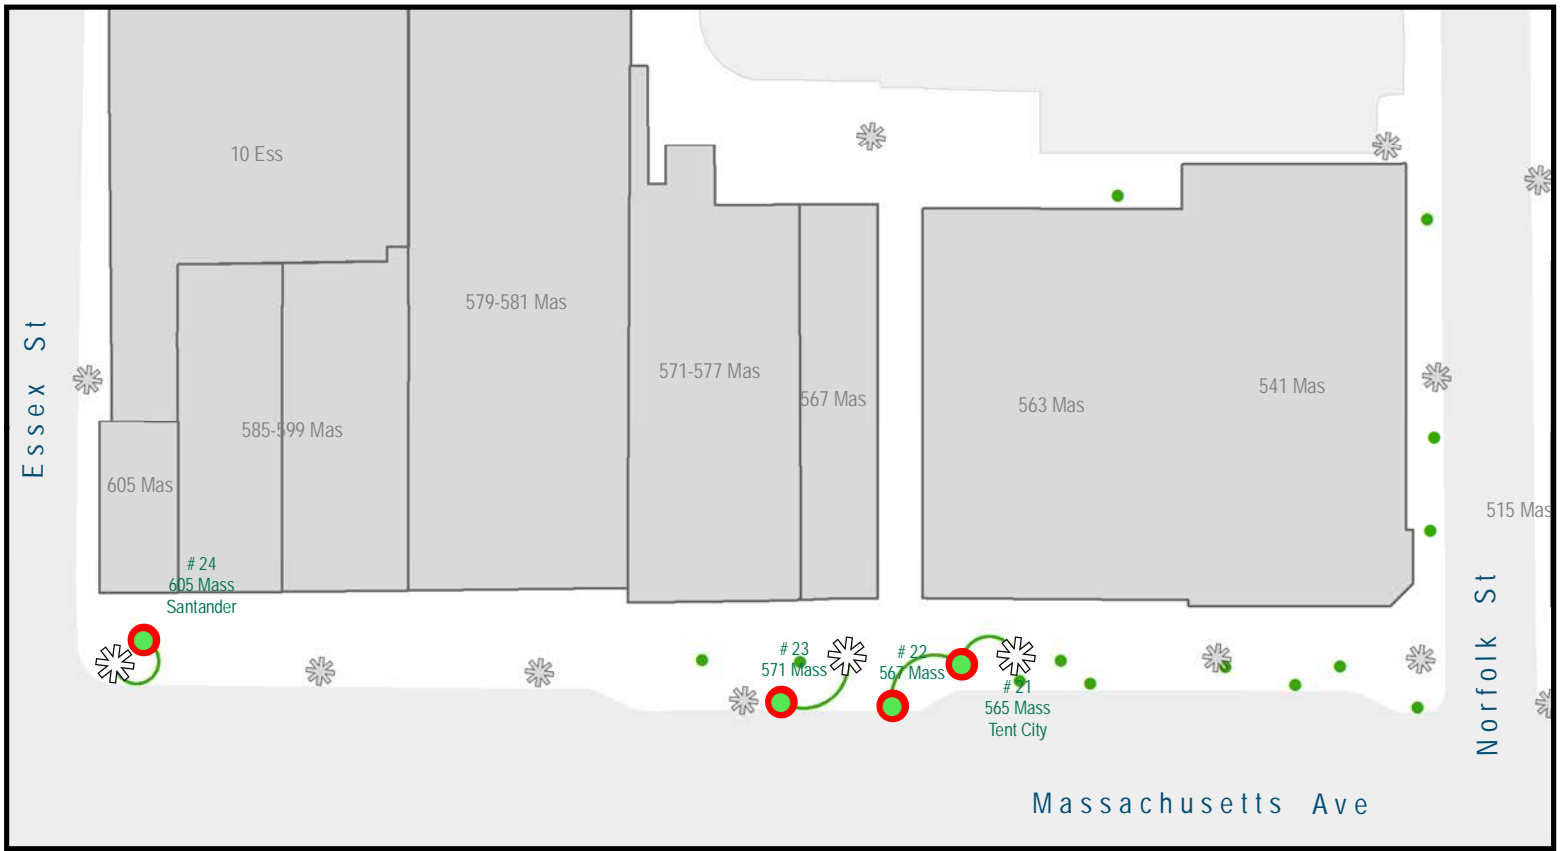 10 Ess
579-581 Mas
571-577 Mas
567 Mas
563 Mas
541 Mas
585-599 Mas
605 Mas
515 Mas
Essex St
# 24
605 Mass
Santander
# 23
571 Mass
# 22
567 Mass
# 21
565 Mass
Tent City
Norfolk St
Massachusetts Ave